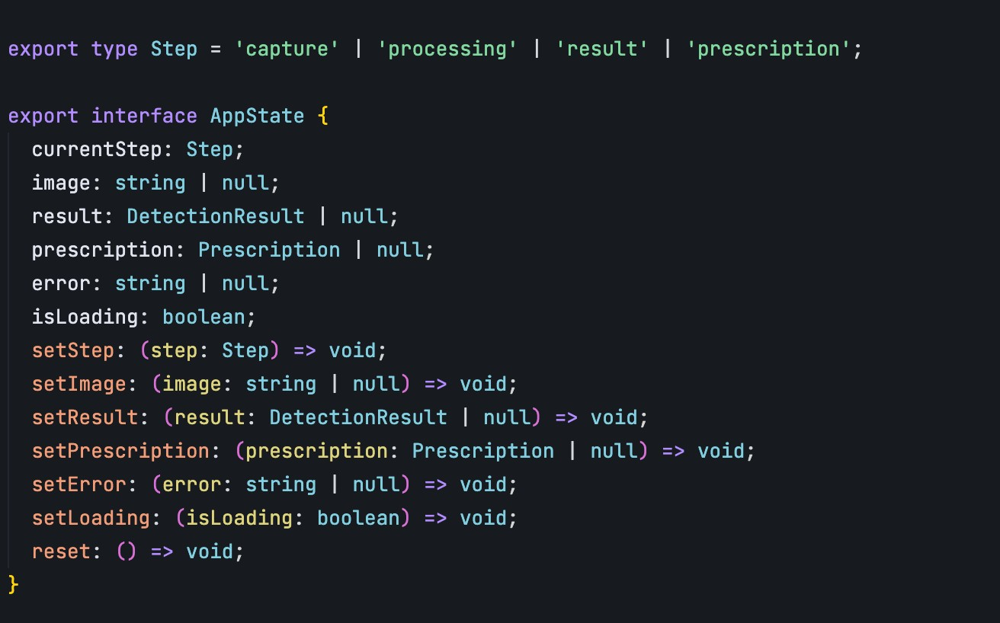 export type Step = 'capture' | 'processing' | 'result' | 'prescription';
export interface AppState {
  currentStep: Step;
  image: string | null;
  result: DetectionResult | null;
  prescription: Prescription | null;
  error: string | null;
  isLoading: boolean;
  setStep: (step: Step) => void;
  setImage: (image: string | null) => void;
  setResult: (result: DetectionResult | null) => void;
  setPrescription: (prescription: Prescription | null) => void;
  setError: (error: string | null) => void;
  setLoading: (isLoading: boolean) => void;
  reset: () => void;
}